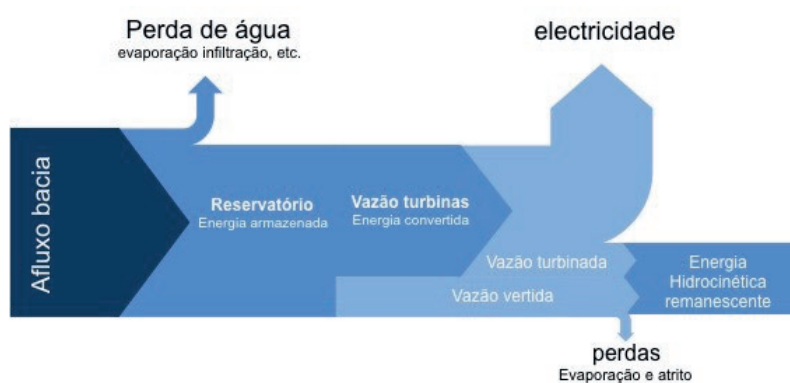 Perda de água
evaporação infiltração, etc.
electricidade
Afluxo bacia
Reservatório
Energia armazenada
Vazão turbinas
Energia convertida
Vazão turbinada
Vazão vertida
Energia
Hidrocinética
remanescente
perdas
Evaporação e atrito